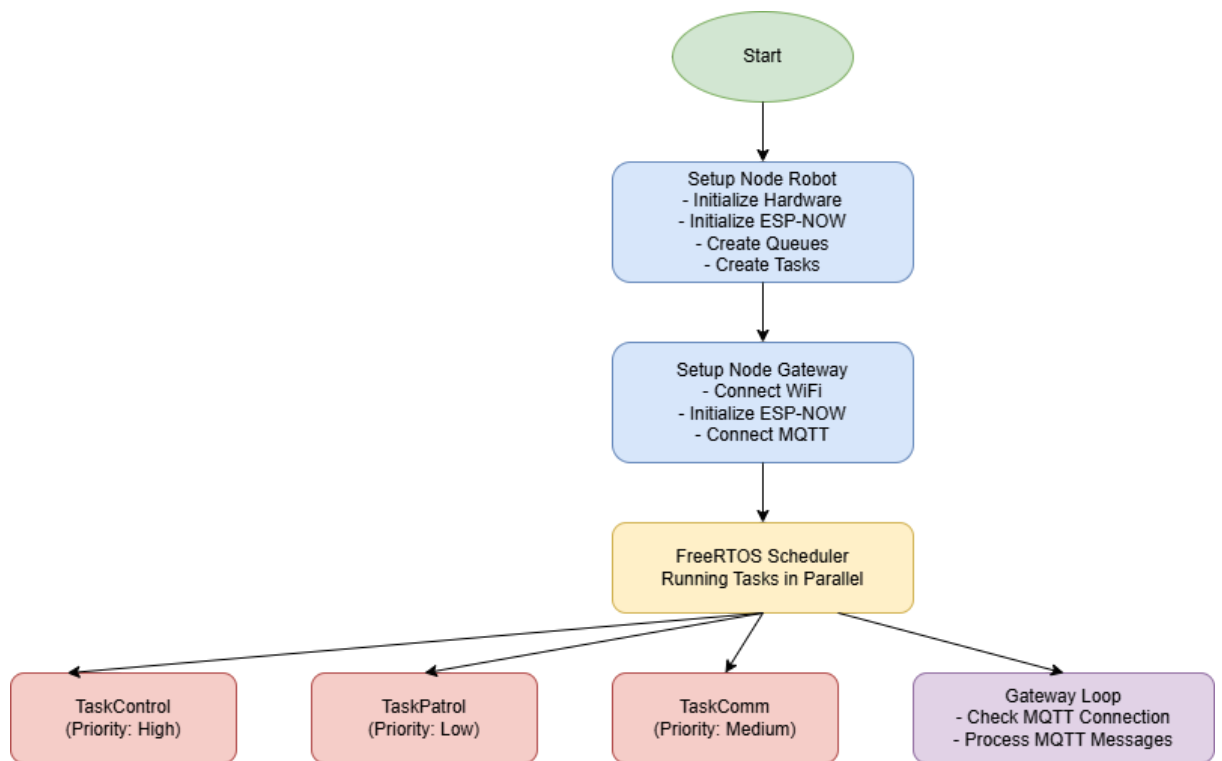 Start
Setup Node Robot
- Initialize Hardware
- Initialize ESP-NOW
- Create Queues
- Create Tasks
Setup Node Gateway
- Connect WiFi
- Initialize ESP-NOW
- Connect MQTT
FreeRTOS Scheduler
Running Tasks in Parallel
TaskControl
(Priority: High)
TaskPatrol
(Priority: Low)
TaskComm
(Priority: Medium)
Gateway Loop
- Check MQTT Connection
- Process MQTT Messages